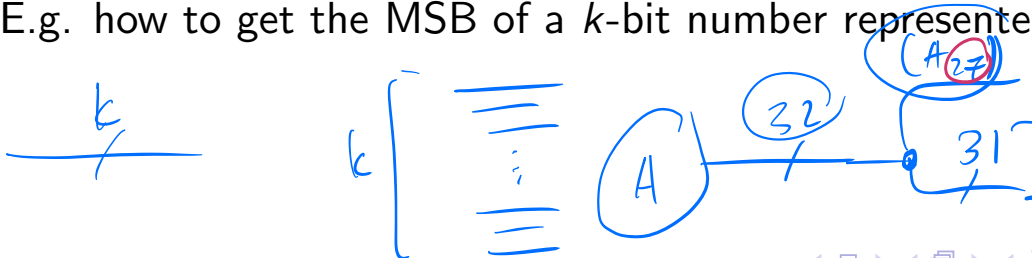 E.g. how to get the MSB of a k-bit number represente
(A27)
k
32
k
A
31